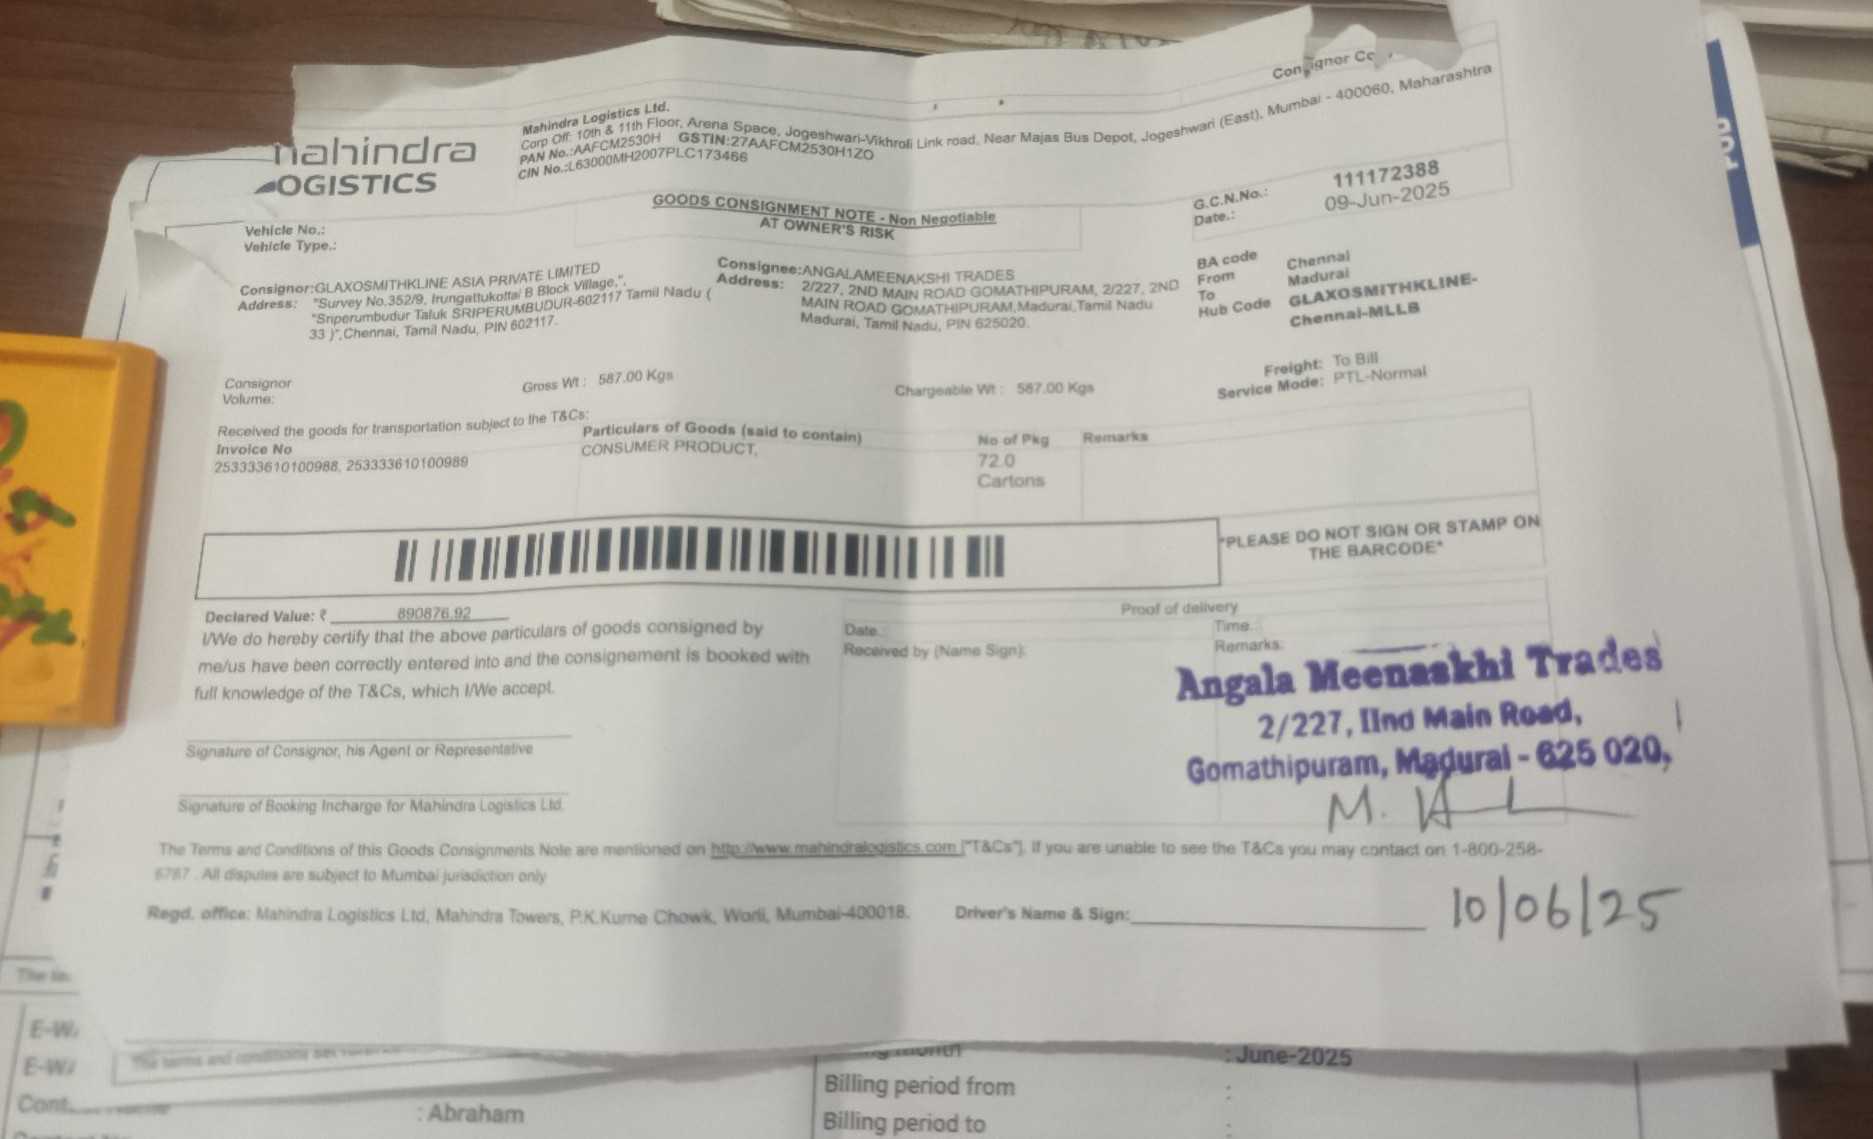 Consignor Co
mahindra
LOGISTICS
Mahindra Logistics Ltd.
Corp Off: 10th & 11th Floor, Arena Space, Jogeshwari-Vikhroli Link road, Near Majas Bus Depot, Jogeshwari (East), Mumbai - 400060, Maharashtra
PAN No.:AAFCM2530H GSTIN:27AAFCM2530H1ZO
CIN No.:L63000MH2007PLC173466
GOODS CONSIGNMENT NOTE - Non Negotiable
AT OWNER'S RISK
G.C.N.No.: 111172388
Date.: 09-Jun-2025
Vehicle No.:
Vehicle Type.:
Consignor:GLAXOSMITHKLINE ASIA PRIVATE LIMITED
Address: "Survey No.352/9, Irungattukottai B Block Village,",
"Sriperumbudur Taluk SRIPERUMBUDUR-602117 Tamil Nadu (
33 )",Chennai, Tamil Nadu, PIN 602117.
Consignee:ANGALAMEENAKSHI TRADES
Address: 2/227, 2ND MAIN ROAD GOMATHIPURAM, 2/227, 2ND
MAIN ROAD GOMATHIPURAM,Madurai,Tamil Nadu
Madurai, Tamil Nadu, PIN 625020.
BA code
From Chennai
To Madurai
Hub Code GLAXOSMITHKLINE-
Chennai-MLLB
Consignor
Volume:
Gross Wt : 587.00 Kgs
Chargeable Wt : 587.00 Kgs
Freight: To Bill
Service Mode: PTL-Normal
Received the goods for transportation subject to the T&Cs:
Invoice No
253333610100988, 253333610100989
Particulars of Goods (said to contain)
CONSUMER PRODUCT,
No of Pkg
72.0
Cartons
Remarks
*PLEASE DO NOT SIGN OR STAMP ON
THE BARCODE*
Declared Value: ₹ 890876.92
I/We do hereby certify that the above particulars of goods consigned by
me/us have been correctly entered into and the consignement is booked with
full knowledge of the T&Cs, which I/We accept.
Signature of Consignor, his Agent or Representative
Signature of Booking Incharge for Mahindra Logistics Ltd.
Proof of delivery
Date.
Time.
Received by (Name Sign):
Remarks:
Angala Meenaskhi Trades
2/227, IInd Main Road,
Gomathipuram, Madurai - 625 020,
The Terms and Conditions of this Goods Consignments Note are mentioned on http://www.mahindralogistics.com ["T&Cs"]. If you are unable to see the T&Cs you may contact on 1-800-258-
6787 . All disputes are subject to Mumbai jurisdiction only
Regd. office: Mahindra Logistics Ltd, Mahindra Towers, P.K.Kurne Chowk, Worli, Mumbai-400018.
Driver's Name & Sign:
10/06/25
The
E-W
E-W
The terms and conditions
Cont
: Abraham
: June-2025
Billing period from :
Billing period to :